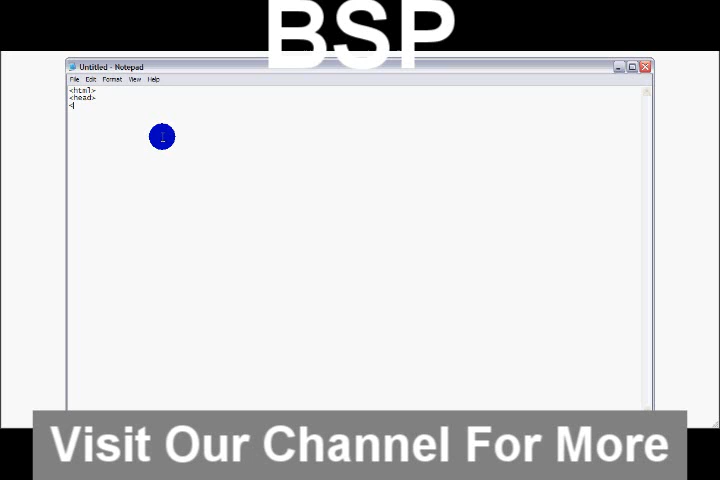 BSP
Untitled - Notepad
File Edit Format View Help
<html>
<head>
<
Visit Our Channel For More